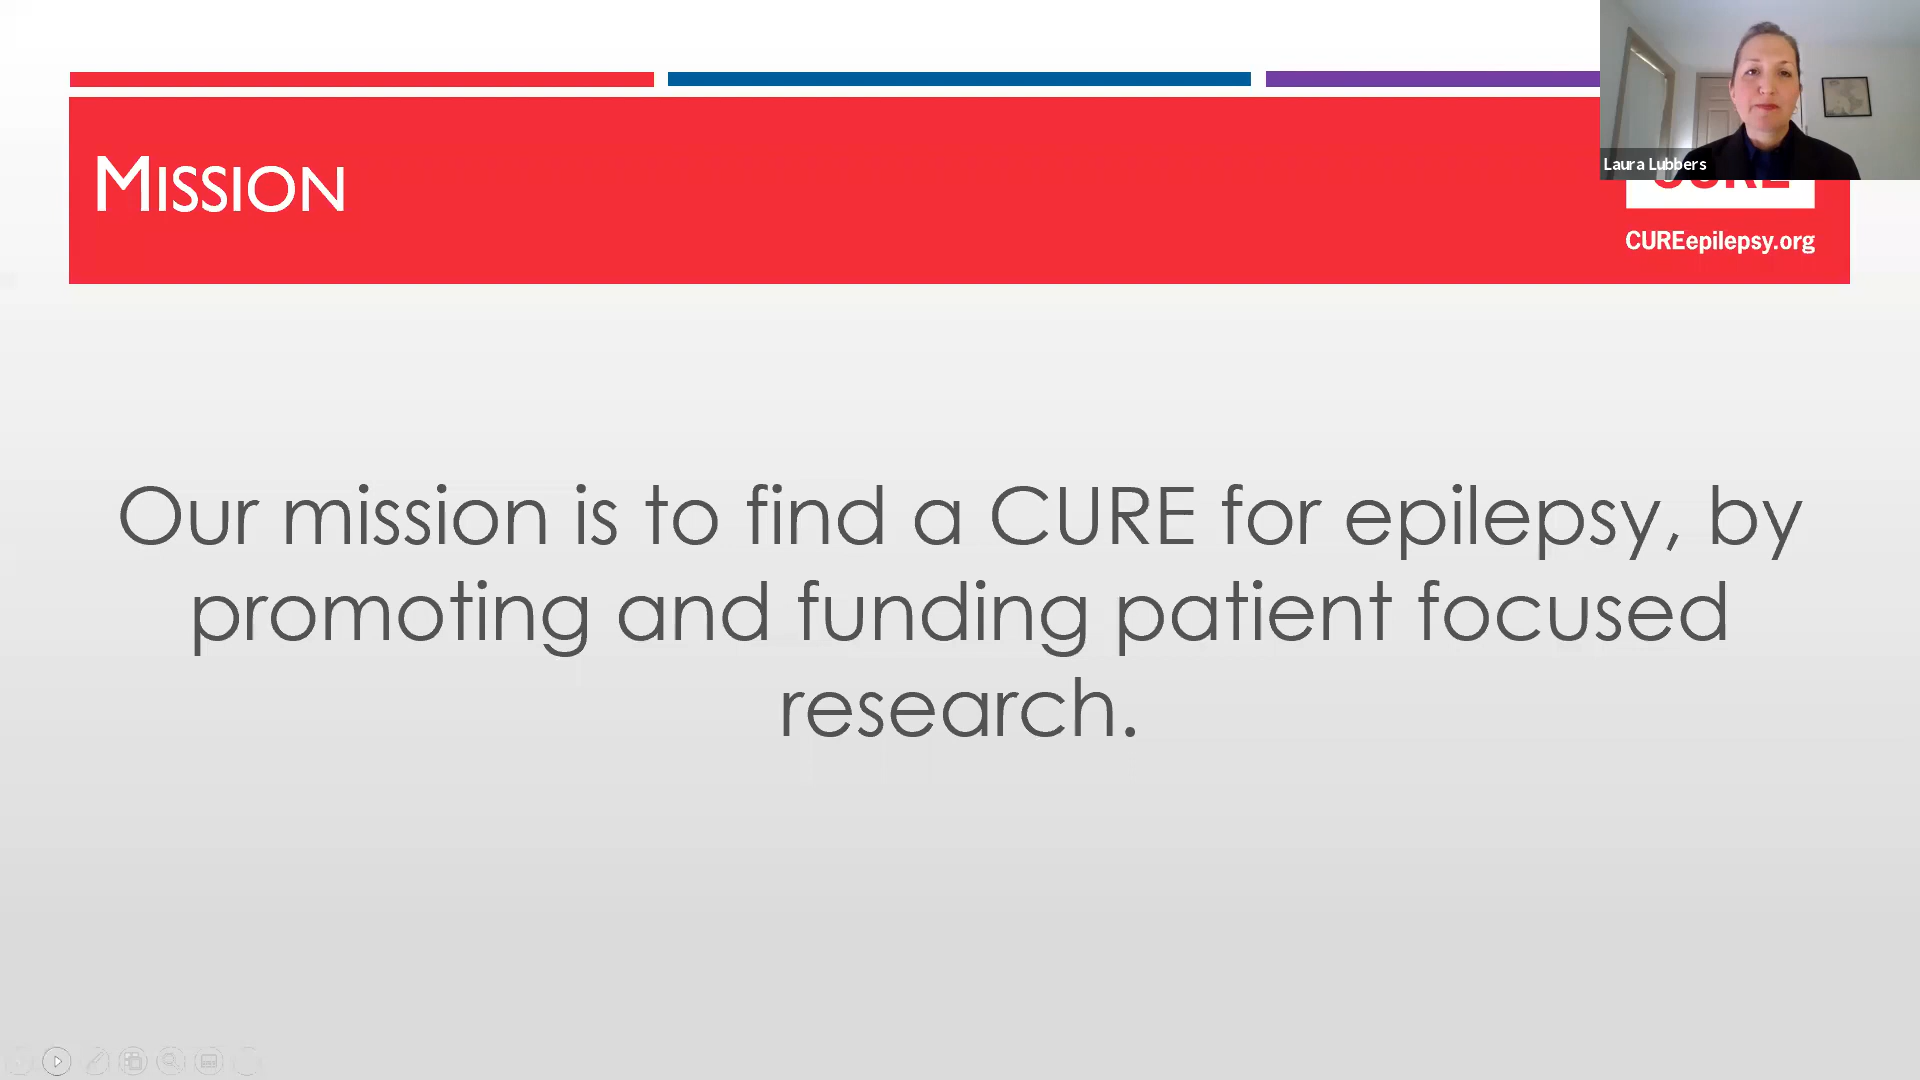 Laura Lubbers
MISSION
CURE
CUREepilepsy.org
Our mission is to find a CURE for epilepsy, by
promoting and funding patient focused
research.